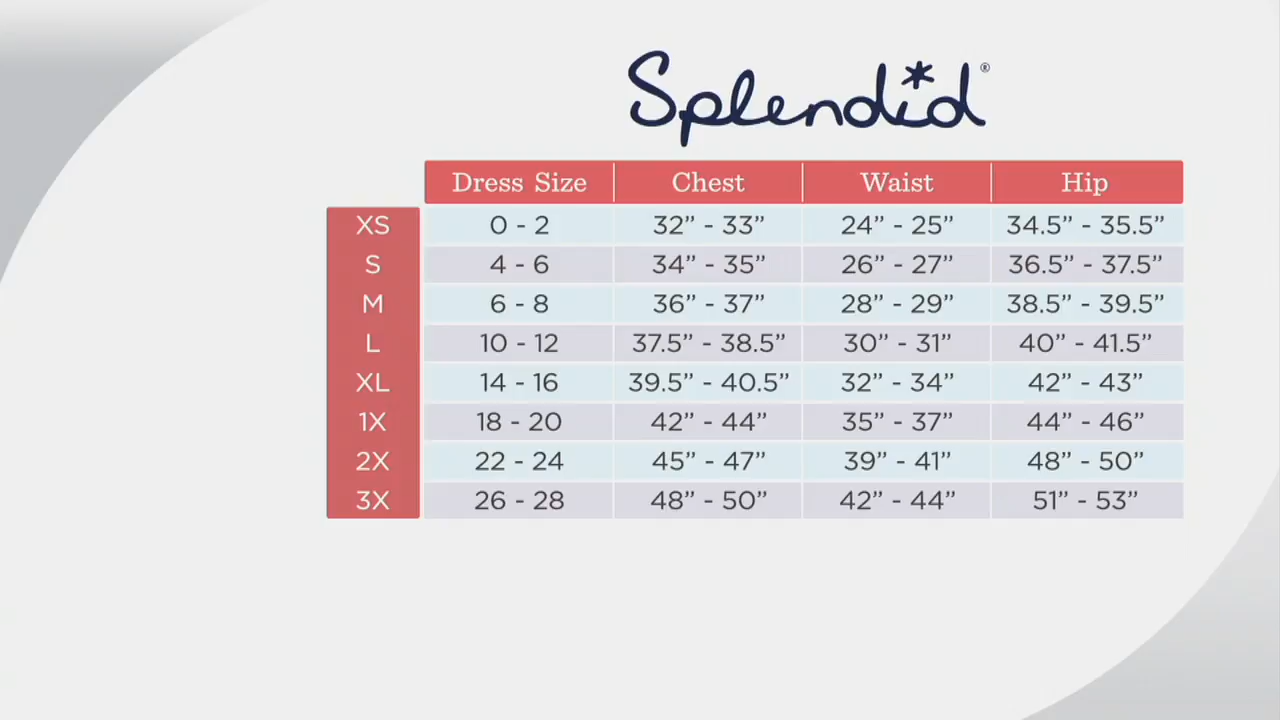 Splendid®
Dress Size Chest Waist Hip
XS 0 - 2 32” - 33” 24” - 25” 34.5” - 35.5”
S 4 - 6 34” - 35” 26” - 27” 36.5” - 37.5”
M 6 - 8 36” - 37” 28” - 29” 38.5” - 39.5”
L 10 - 12 37.5” - 38.5” 30” - 31” 40” - 41.5”
XL 14 - 16 39.5” - 40.5” 32” - 34” 42” - 43”
1X 18 - 20 42” - 44” 35” - 37” 44” - 46”
2X 22 - 24 45” - 47” 39” - 41” 48” - 50”
3X 26 - 28 48” - 50” 42” - 44” 51” - 53”